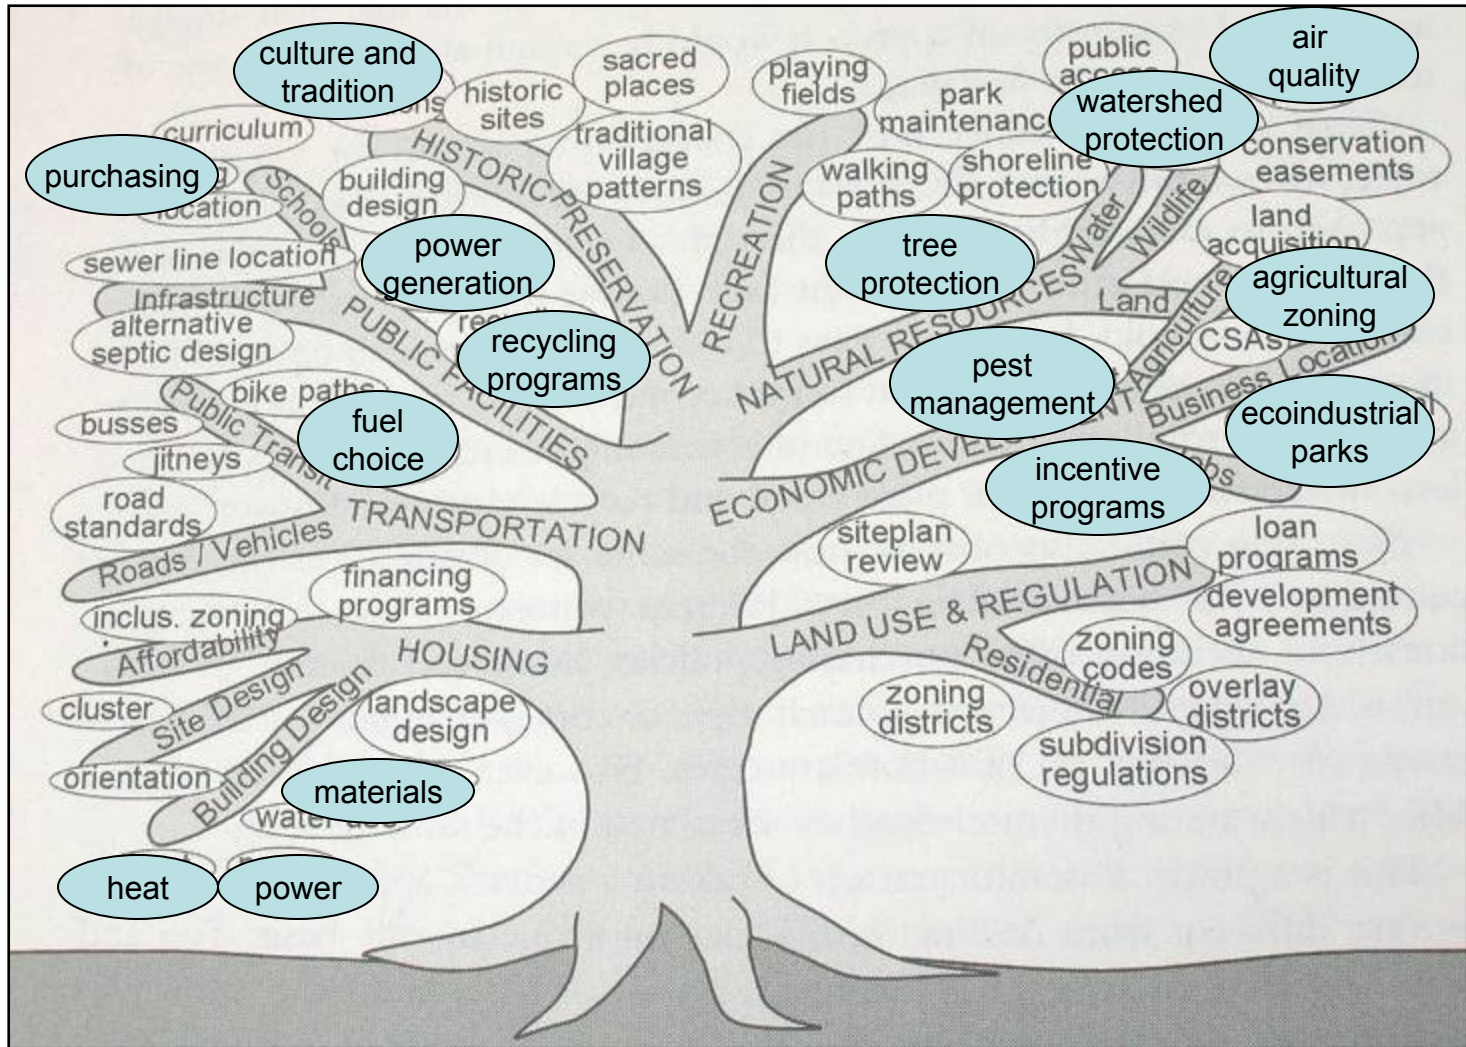 culture and
tradition
ons
historic
sites
sacred
places
playing
fields
park
maintenance
public
access
air
quality
watershed
protection
conservation
easements
curriculum
purchasing
location
Schools
building
design
HISTORIC PRESERVATION
traditional
village
patterns
RECREATION
walking
paths
shoreline
protection
Water
Wildlife
land
acquisition
sewer line location
power
generation
tree
protection
NATURAL RESOURCES
Land
Agriculture
agricultural
zoning
CSAs
Infrastructure
PUBLIC FACILITIES
alternative
septic design
recycling
programs
pest
management
Business Location
ecoindustrial
parks
Public Transit
bike paths
busses
jitneys
fuel
choice
ECONOMIC DEVELOPMENT
incentive
programs
Jobs
road
standards
TRANSPORTATION
Roads / Vehicles
siteplan
review
loan
programs
financing
programs
LAND USE & REGULATION
development
agreements
inclus. zoning
Affordability
HOUSING
Residential
zoning
codes
cluster
Site Design
landscape
design
zoning
districts
overlay
districts
subdivision
regulations
orientation
Building Design
materials
water use
heat
power